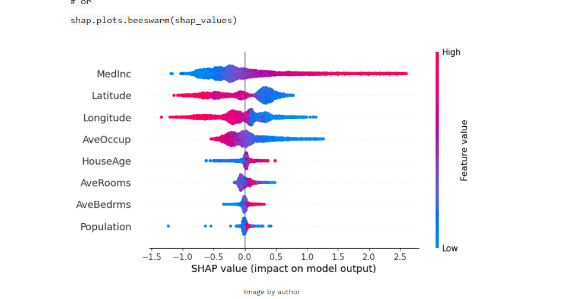 # or
shap.plots.beeswarm(shap_values)
High
MedInc
Latitude
Longitude
AveOccup
HouseAge
AveRooms
AveBedrms
Population
Feature value
Low
−1.5 −1.0 −0.5 0.0 0.5 1.0 1.5 2.0 2.5
SHAP value (impact on model output)
Image by author